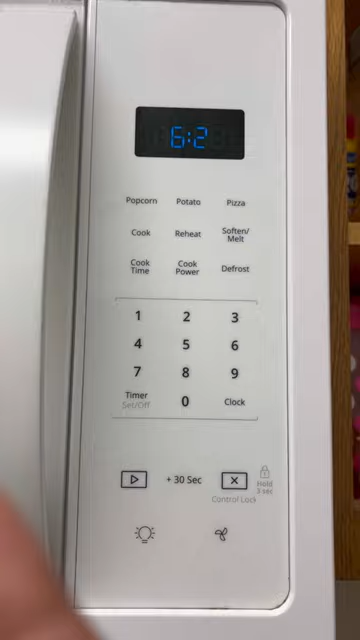 6:2
Popcorn Potato Pizza
Cook Reheat Soften/
Melt
Cook Cook Defrost
Time Power
1 2 3
4 5 6
7 8 9
Timer 0 Clock
Set/Off
+ 30 Sec
Hold
3 sec
Control Lock